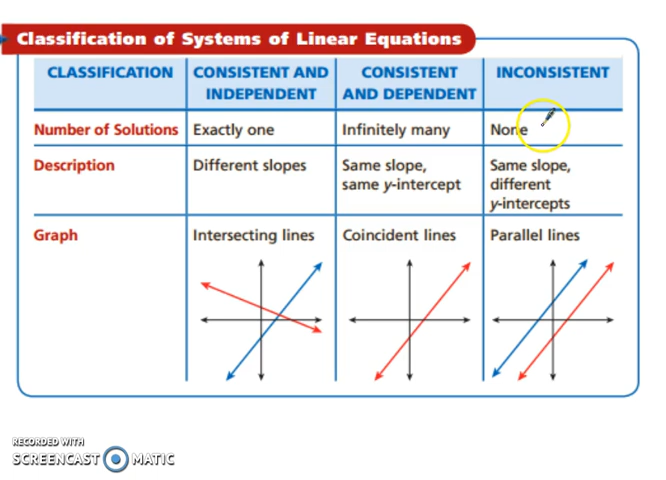 Classification of Systems of Linear Equations
CLASSIFICATION
CONSISTENT AND
INDEPENDENT
CONSISTENT
AND DEPENDENT
INCONSISTENT
Number of Solutions
Exactly one
Infinitely many
None
Description
Different slopes
Same slope,
same y-intercept
Same slope,
different
y-intercepts
Graph
Intersecting lines
Coincident lines
Parallel lines
RECORDED WITH
SCREENCAST MATIC